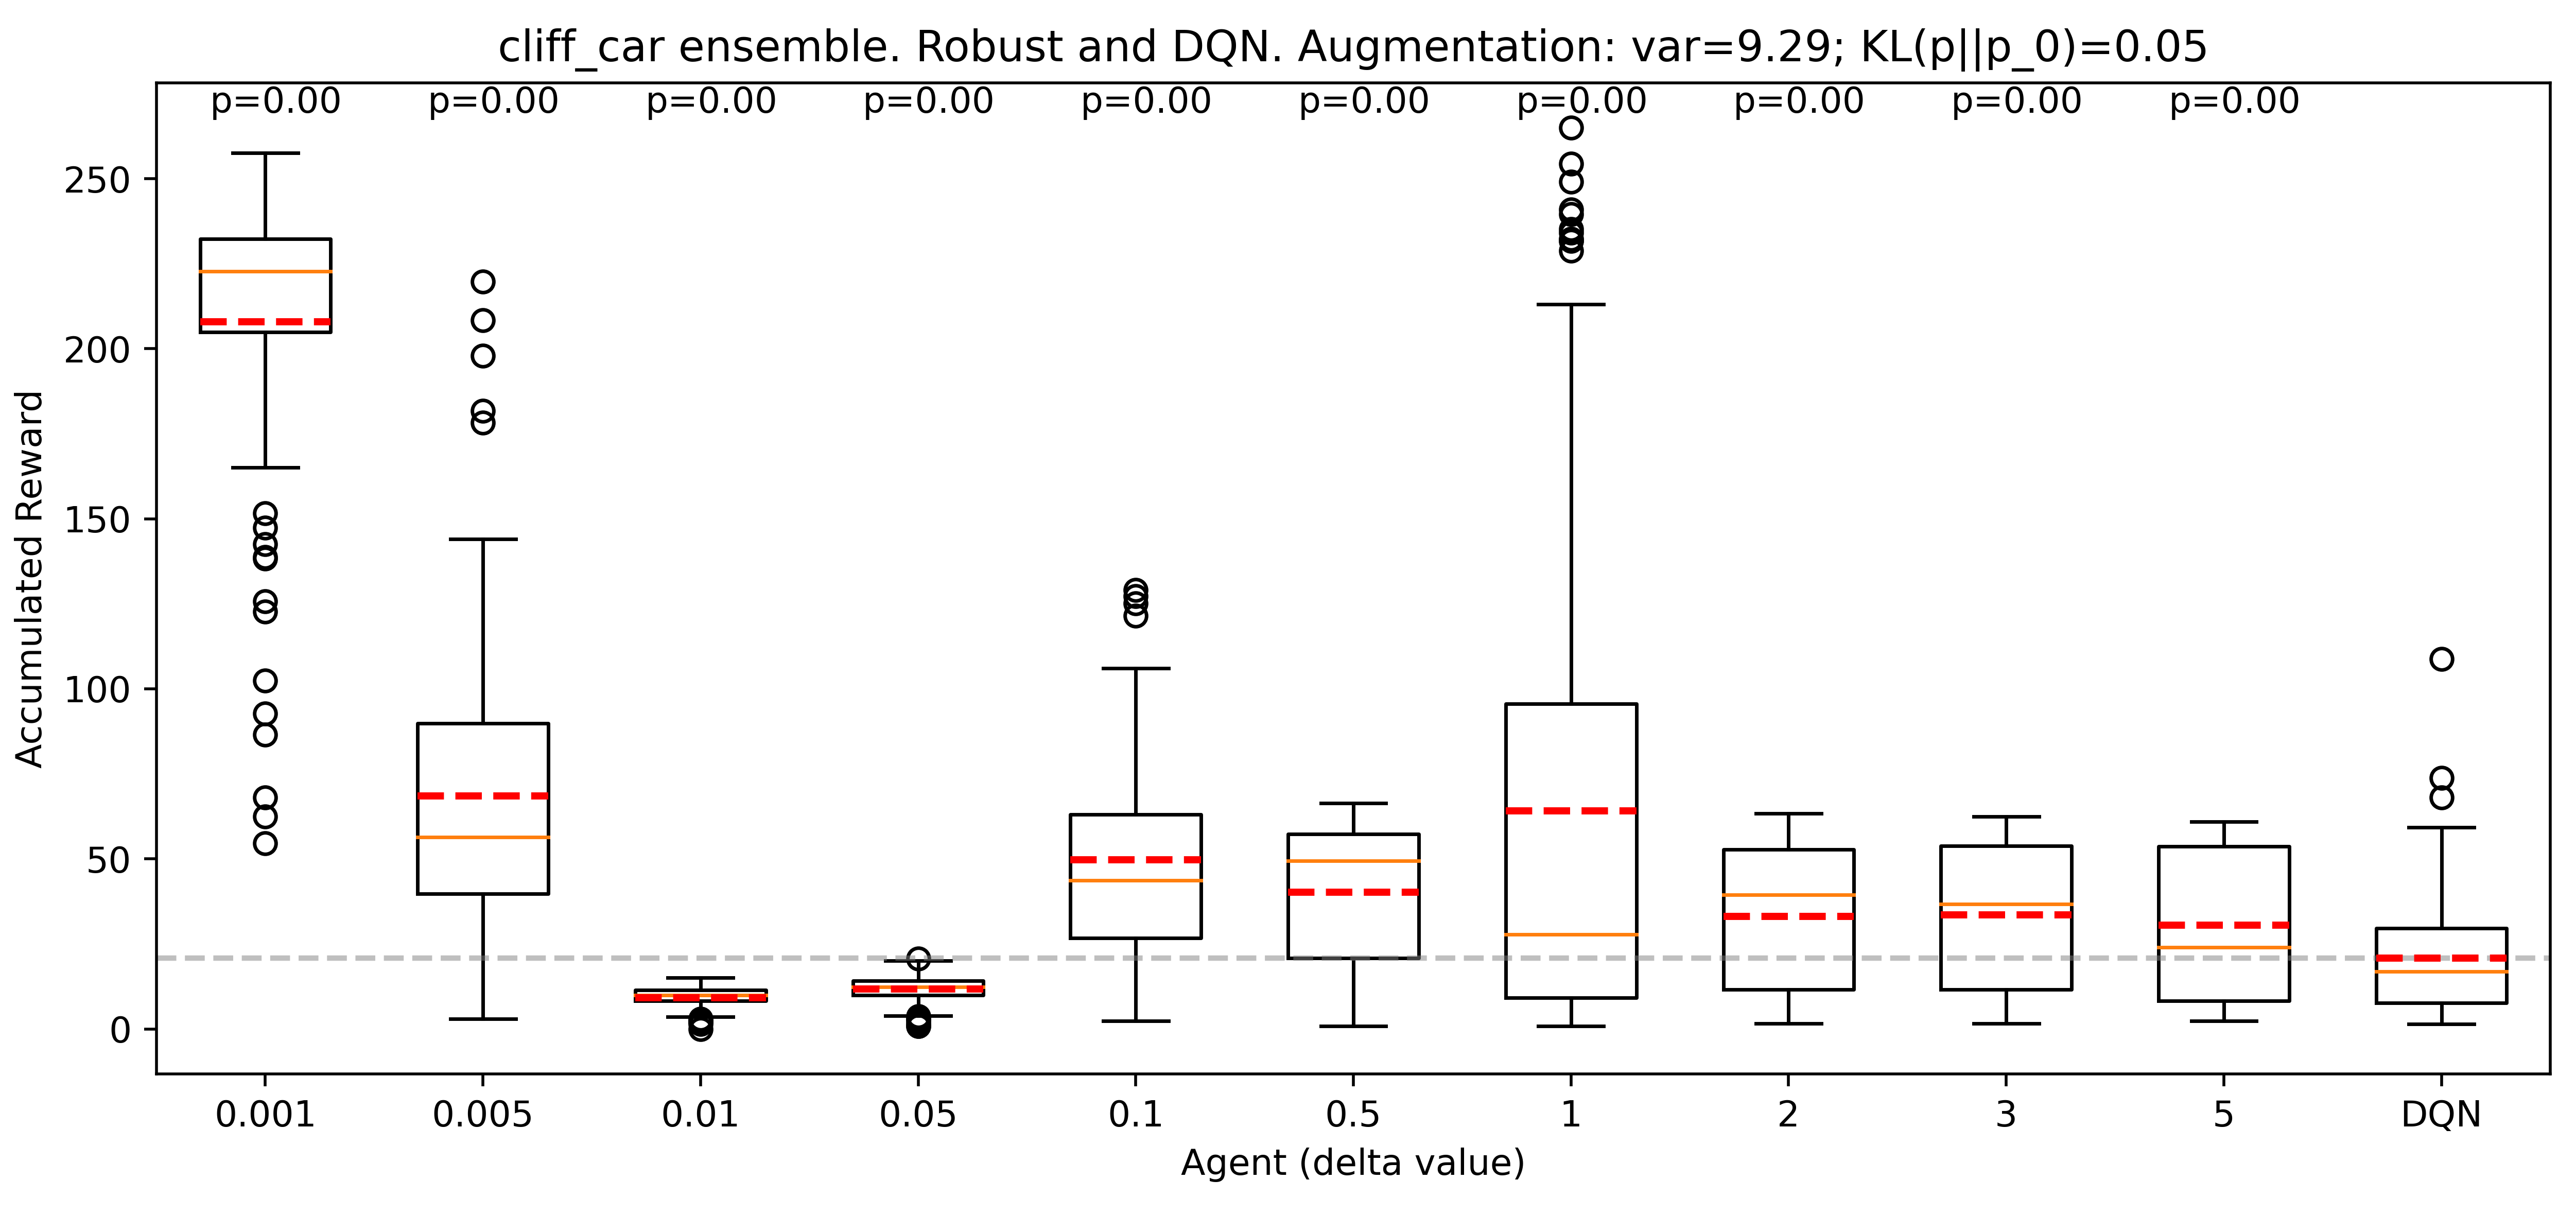 cliff_car ensemble. Robust and DQN. Augmentation: var=9.29; KL(p||p_0)=0.05
p=0.00 p=0.00 p=0.00 p=0.00 p=0.00 p=0.00 p=0.00 p=0.00 p=0.00 p=0.00
Accumulated Reward
250
200
150
100
50
0
0.001 0.005 0.01 0.05 0.1 0.5 1 2 3 5 DQN
Agent (delta value)